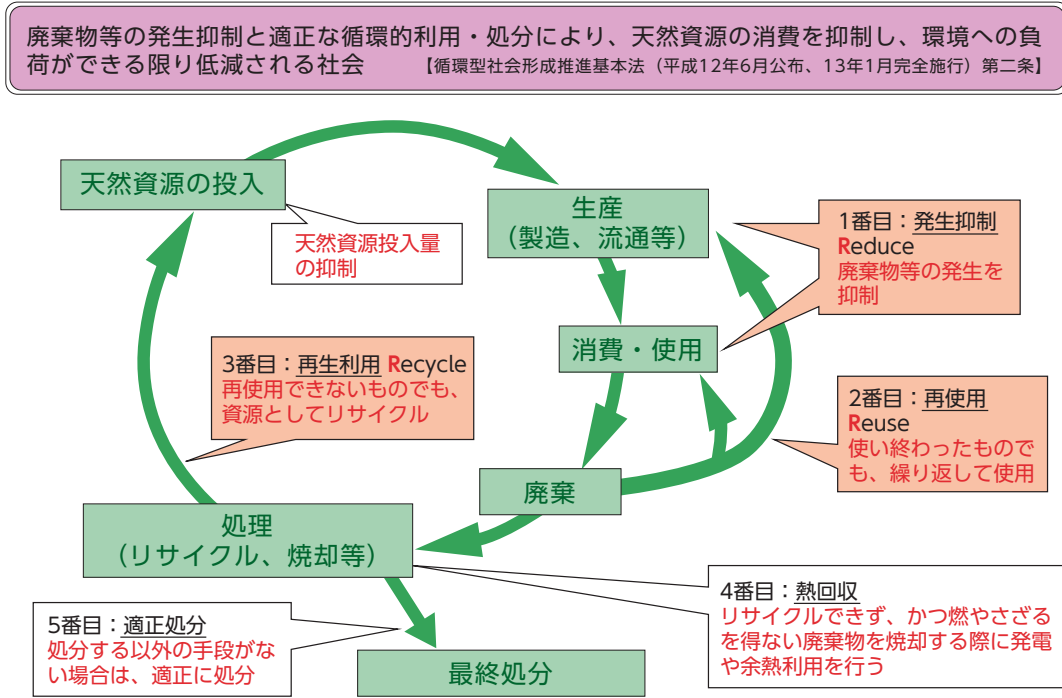 廃棄物等の発生抑制と適正な循環的利用・処分により、天然資源の消費を抑制し、環境への負
荷ができる限り低減される社会 【循環型社会形成推進基本法（平成12年6月公布、13年1月完全施行）第二条】
天然資源の投入
天然資源投入量
の抑制
生産
（製造、流通等）
1番目：発生抑制
Reduce
廃棄物等の発生を
抑制
消費・使用
3番目：再生利用 Recycle
再使用できないものでも、
資源としてリサイクル
2番目：再使用
Reuse
使い終わったもので
も、繰り返して使用
廃棄
処理
（リサイクル、焼却等）
4番目：熱回収
リサイクルできず、かつ燃やさざる
を得ない廃棄物を焼却する際に発電
や余熱利用を行う
5番目：適正処分
処分する以外の手段がな
い場合は、適正に処分
最終処分